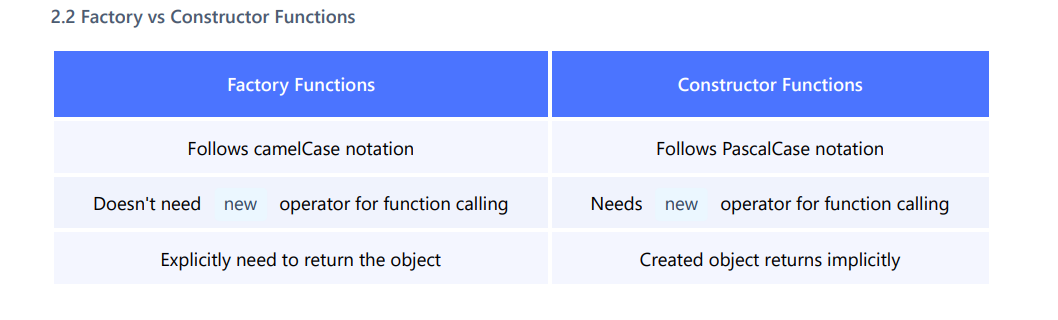 2.2 Factory vs Constructor Functions
Factory Functions
Constructor Functions
Follows camelCase notation
Follows PascalCase notation
Doesn't need new operator for function calling
Needs new operator for function calling
Explicitly need to return the object
Created object returns implicitly